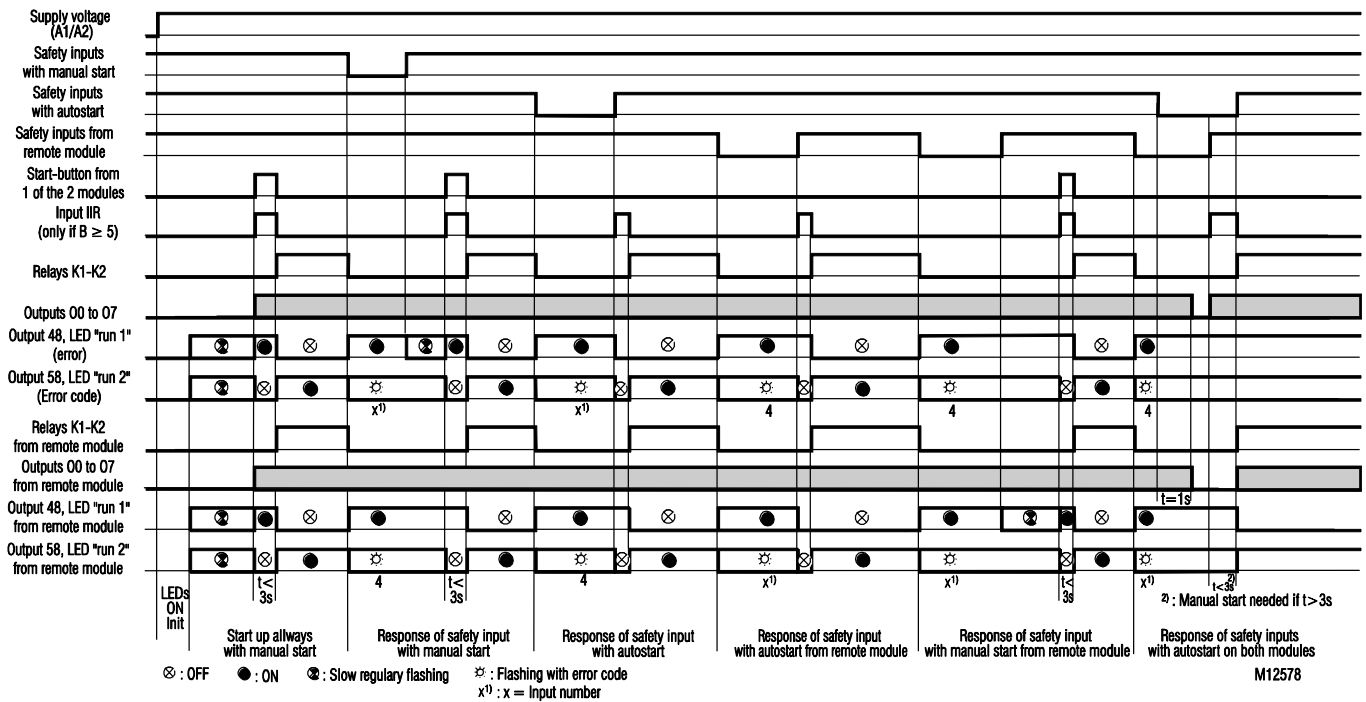 Supply voltage
(A1/A2)
Safety inputs
with manual start
Safety inputs
with autostart
Safety inputs from
remote module
Start-button from
1 of the 2 modules
Input IIR
(only if B ≥ 5)
Relays K1-K2
Outputs O0 to O7
Output 48, LED "run 1"
(error)
Output 58, LED "run 2"
(Error code)
x1) x1) 4 4 4
Relays K1-K2
from remote module
Outputs O0 to O7
from remote module
t=1s
Output 48, LED "run 1"
from remote module
Output 58, LED "run 2"
from remote module
LEDs
ON
Init
t<
3s
4
t<
3s
4
x1)
x1)
t<
3s
x1)
t<3s 2)
2) : Manual start needed if t>3s
Start up allways
with manual start
Response of safety input
with manual start
Response of safety input
with autostart
Response of safety input
with autostart from remote module
Response of safety input
with manual start from remote module
Response of safety inputs
with autostart on both modules
: OFF : ON : Slow regulary flashing : Flashing with error code
x1) : x = Input number
M12578